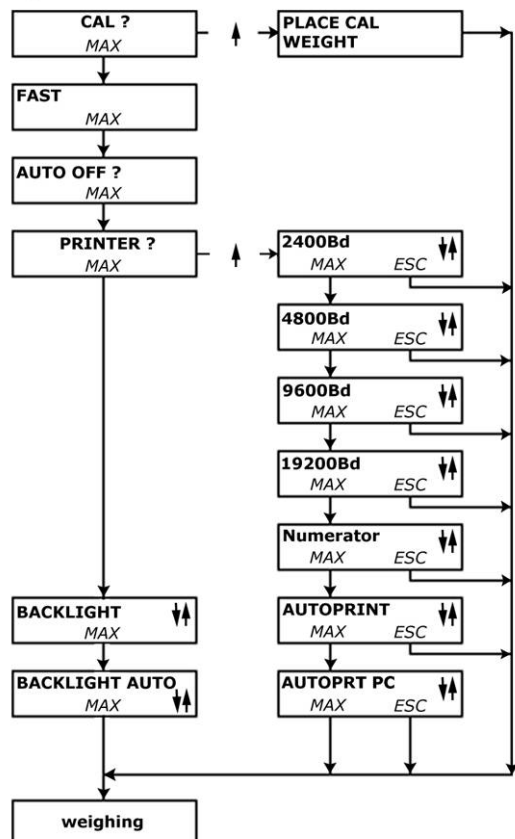 CAL ?
MAX
PLACE CAL
WEIGHT
FAST
MAX
AUTO OFF ?
MAX
PRINTER ?
MAX
2400Bd
MAX ESC
4800Bd
MAX ESC
9600Bd
MAX ESC
19200Bd
MAX ESC
Numerator
MAX ESC
BACKLIGHT
MAX
AUTOPRINT
MAX ESC
BACKLIGHT AUTO
MAX
AUTOPRT PC
MAX ESC
weighing